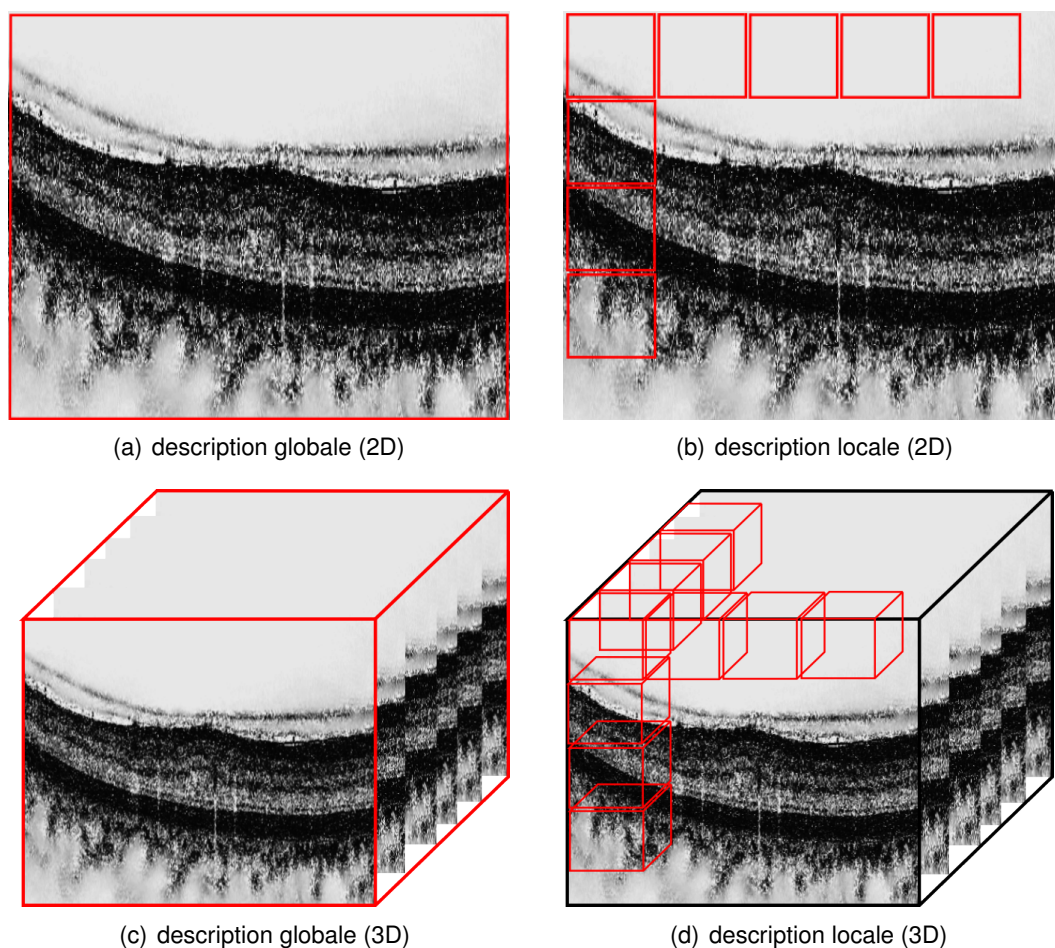 (a) description globale (2D)
(b) description locale (2D)
(c) description globale (3D)
(d) description locale (3D)